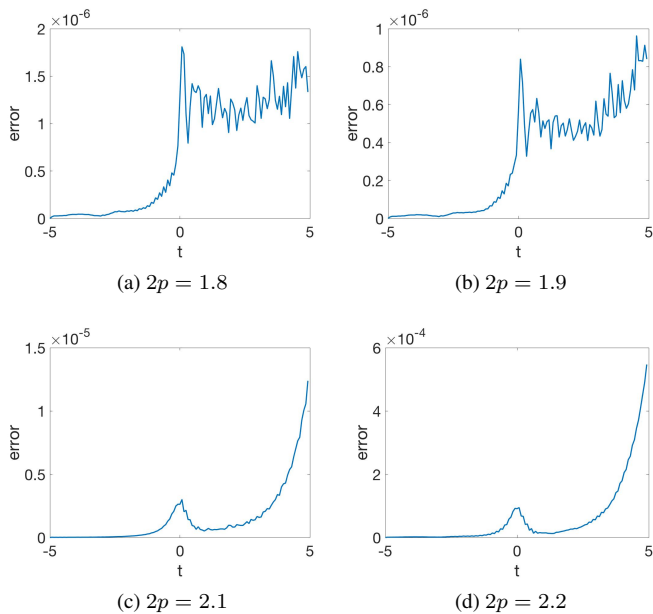 ×10⁻⁶
2
1.5
1
0.5
0
error
-5 0 5
t
(a) 2p = 1.8
×10⁻⁶
1
0.8
0.6
0.4
0.2
0
error
-5 0 5
t
(b) 2p = 1.9
×10⁻⁵
1.5
1
0.5
0
error
-5 0 5
t
(c) 2p = 2.1
×10⁻⁴
6
4
2
0
error
-5 0 5
t
(d) 2p = 2.2